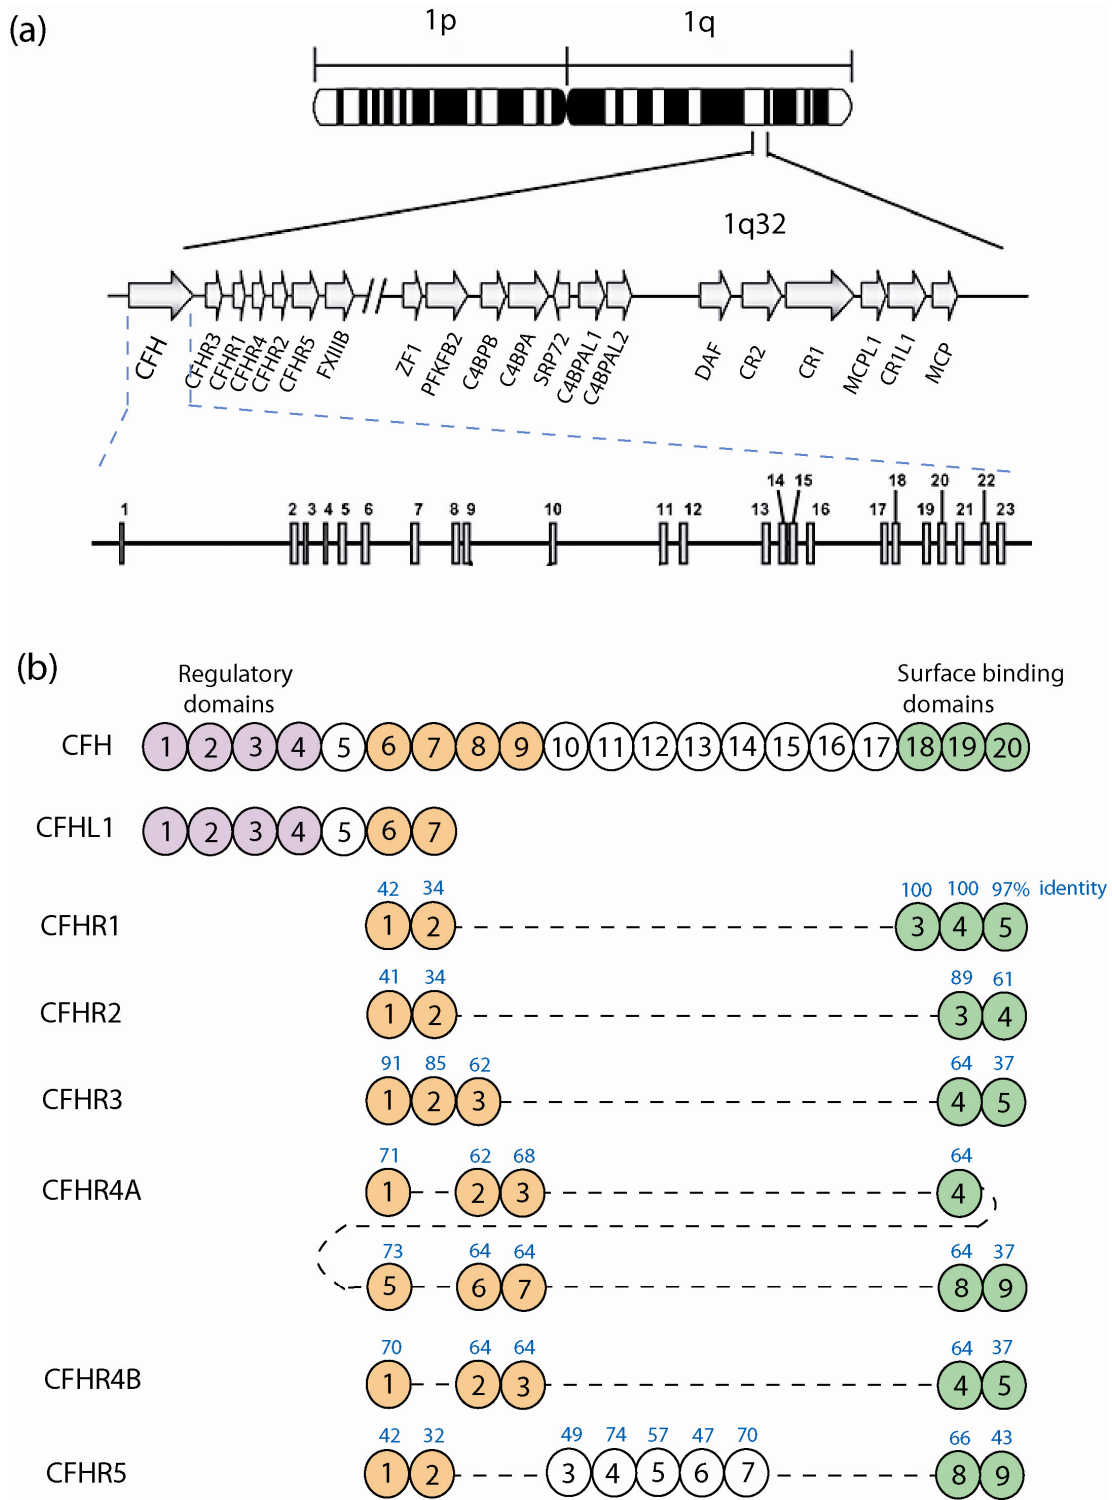 (a)
1p 1q
1q32
CFH CFHR3 CFHR1 CFHR4 CFHR2 CFHR5 FXIIIB ZF1 PFKFB2 C4BPB C4BPA SRP72 C4BPAL1 C4BPAL2 DAF CR2 CR1 MCPL1 CR1L1 MCP
14 15 18 20 22
1 2 3 4 5 6 7 8 9 10 11 12 13 16 17 19 21 23
(b)
Regulatory
domains
Surface binding
domains
CFH 1 2 3 4 5 6 7 8 9 10 11 12 13 14 15 16 17 18 19 20
CFHL1 1 2 3 4 5 6 7
42 34 100 100 97% identity
CFHR1 1 2 3 4 5
41 34 89 61
CFHR2 1 2 3 4
91 85 62 64 37
CFHR3 1 2 3 4 5
71 62 68 64
CFHR4A 1 2 3 4
73 64 64 64 37
5 6 7 8 9
70 64 64 64 37
CFHR4B 1 2 3 4 5
42 32 49 74 57 47 70 66 43
CFHR5 1 2 3 4 5 6 7 8 9